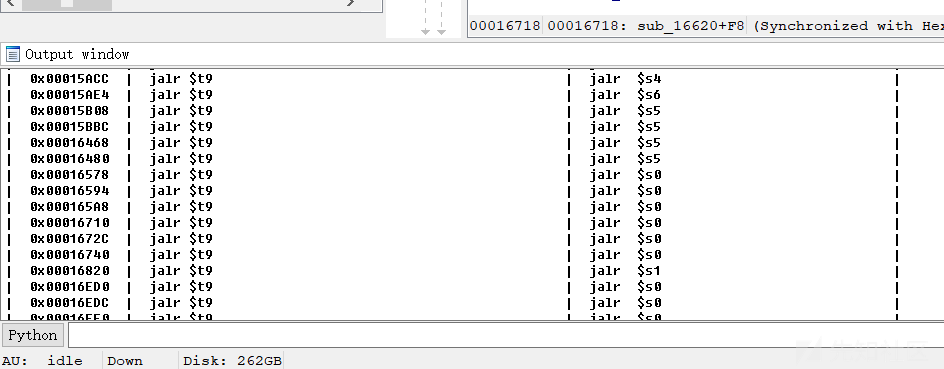 00016718 00016718: sub_16620+F8 (Synchronized with Hex
Output window
| 0x00015ACC | jalr $t9 | jalr $s4 |
| 0x00015AE4 | jalr $t9 | jalr $s6 |
| 0x00015B08 | jalr $t9 | jalr $s5 |
| 0x00015BBC | jalr $t9 | jalr $s5 |
| 0x00016468 | jalr $t9 | jalr $s5 |
| 0x00016480 | jalr $t9 | jalr $s5 |
| 0x00016578 | jalr $t9 | jalr $s0 |
| 0x00016594 | jalr $t9 | jalr $s0 |
| 0x000165A8 | jalr $t9 | jalr $s0 |
| 0x00016710 | jalr $t9 | jalr $s0 |
| 0x0001672C | jalr $t9 | jalr $s0 |
| 0x00016740 | jalr $t9 | jalr $s0 |
| 0x00016820 | jalr $t9 | jalr $s1 |
| 0x00016ED0 | jalr $t9 | jalr $s0 |
| 0x00016EDC | jalr $t9 | jalr $s0 |
| jalr $t9 | jalr $s0 |
Python
AU: idle Down Disk: 262GB